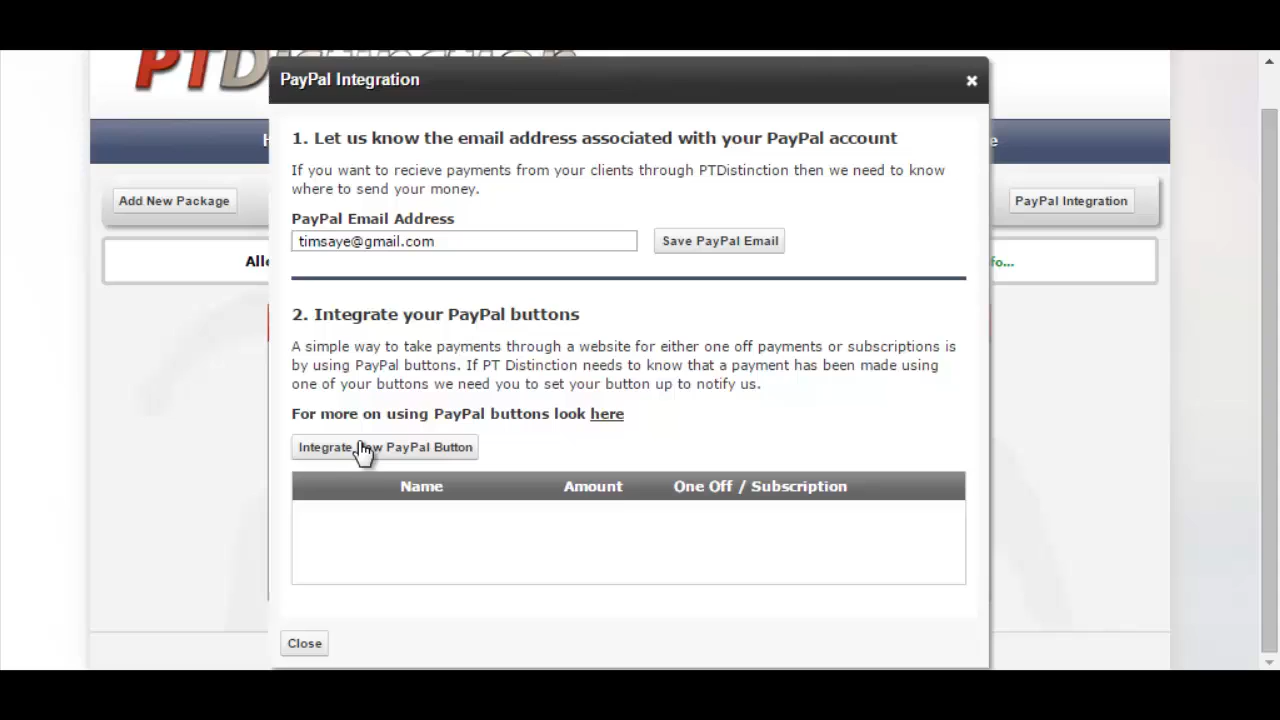 PTDistinction
PayPal Integration
1. Let us know the email address associated with your PayPal account
If you want to recieve payments from your clients through PTDistinction then we need to know
where to send your money.
Add New Package
PayPal Integration
PayPal Email Address
timsaye@gmail.com
Save PayPal Email
fo...
2. Integrate your PayPal buttons
A simple way to take payments through a website for either one off payments or subscriptions is
by using PayPal buttons. If PT Distinction needs to know that a payment has been made using
one of your buttons we need you to set your button up to notify us.
For more on using PayPal buttons look here
Integrate New PayPal Button
Name Amount One Off / Subscription
Close